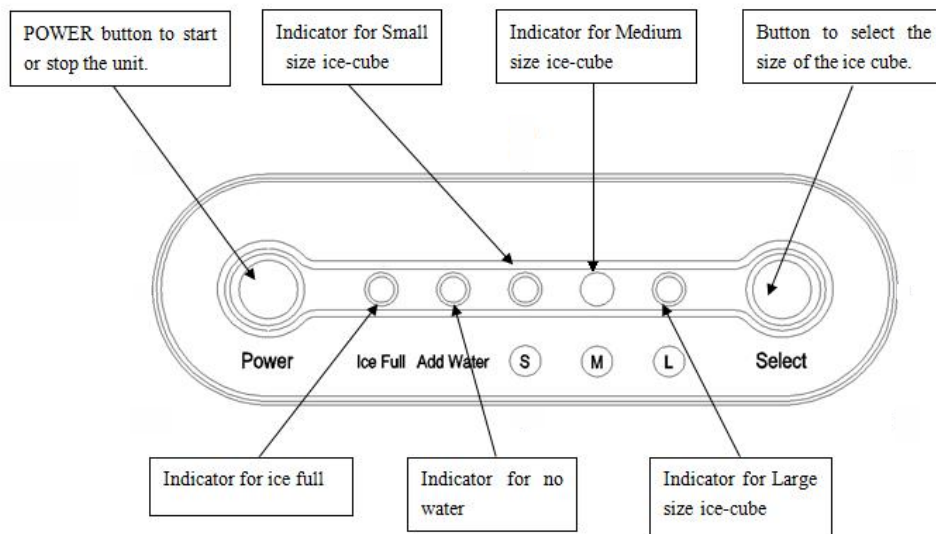 POWER button to start
or stop the unit.
Indicator for Small
size ice-cube
Indicator for Medium
size ice-cube
Button to select the
size of the ice cube.
Power
Ice Full
Add Water
S
M
L
Select
Indicator for ice full
Indicator for no
water
Indicator for Large
size ice-cube